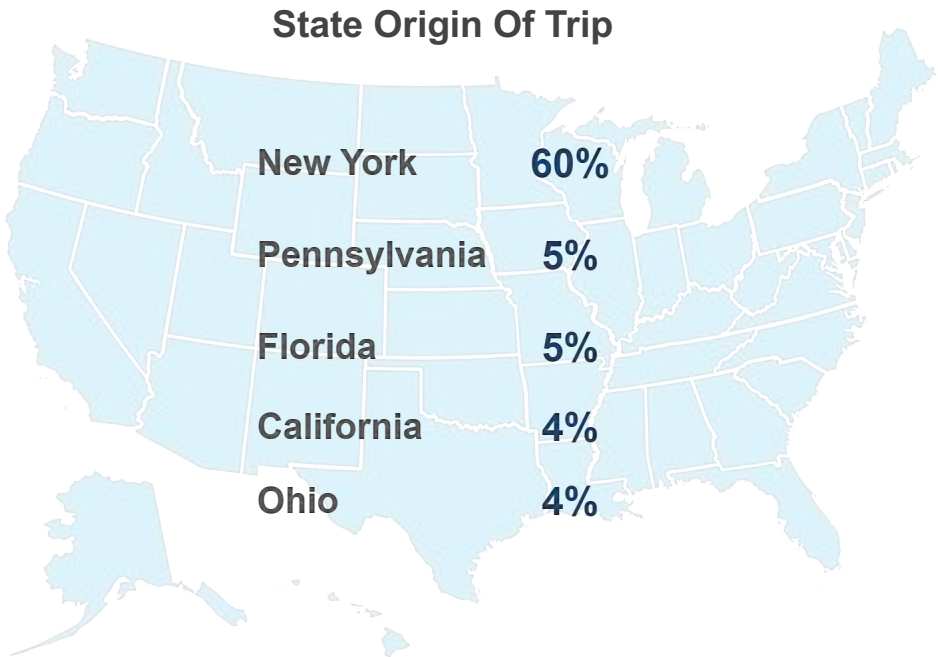 State Origin Of Trip
New York 60%
Pennsylvania 5%
Florida 5%
California 4%
Ohio 4%